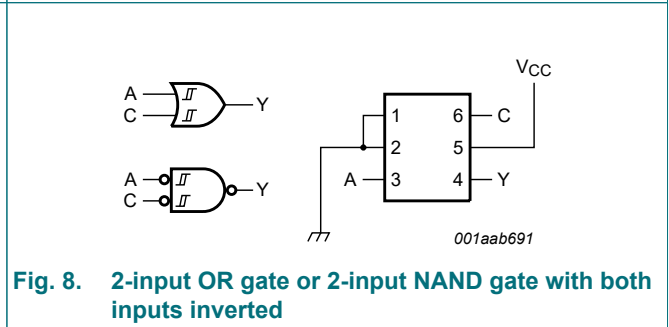 A
C
Y
A
C
Y
VCC
1
2
3
6
5
4
C
A
Y
001aab691
Fig. 8. 2-input OR gate or 2-input NAND gate with both
inputs inverted